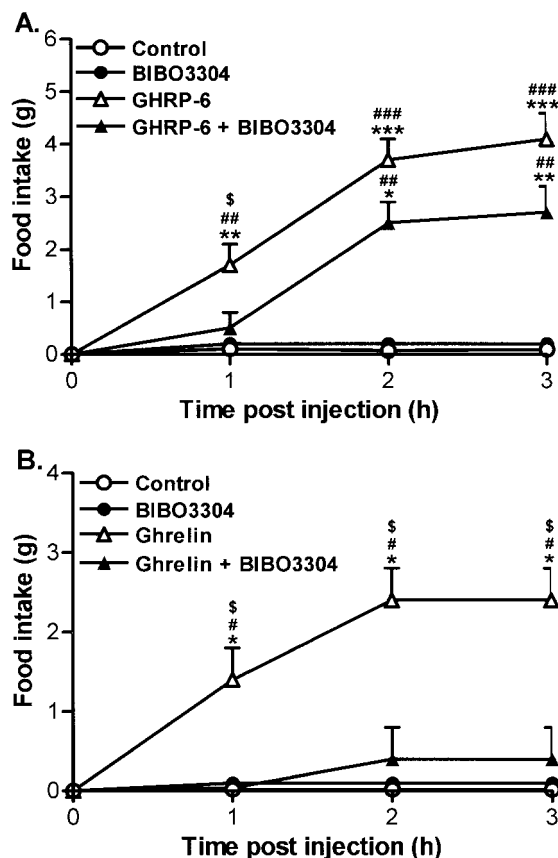 A.
Control
BIBO3304
GHRP-6
GHRP-6 + BIBO3304
Food intake (g)
6
5
4
3
2
1
0
$
##
**
###
***
##
*
###
***
##
**
0 1 2 3
Time post injection (h)
B.
Control
BIBO3304
Ghrelin
Ghrelin + BIBO3304
Food intake (g)
4
3
2
1
0
$
#
*
$
#
*
$
#
*
0 1 2 3
Time post injection (h)